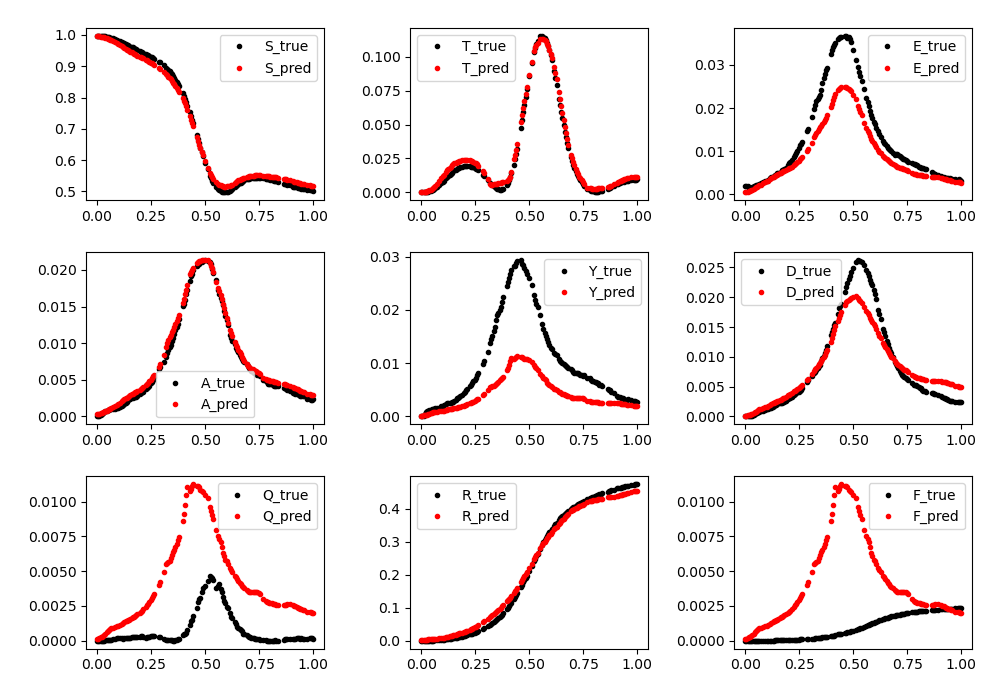 1.0
0.9
0.8
0.7
0.6
0.5
0.00 0.25 0.50 0.75 1.00
S_true
S_pred
0.100
0.075
0.050
0.025
0.000
0.00 0.25 0.50 0.75 1.00
T_true
T_pred
0.03
0.02
0.01
0.00
0.00 0.25 0.50 0.75 1.00
E_true
E_pred
0.020
0.015
0.010
0.005
0.000
0.00 0.25 0.50 0.75 1.00
A_true
A_pred
0.03
0.02
0.01
0.00
0.00 0.25 0.50 0.75 1.00
Y_true
Y_pred
0.025
0.020
0.015
0.010
0.005
0.000
0.00 0.25 0.50 0.75 1.00
D_true
D_pred
0.0100
0.0075
0.0050
0.0025
0.0000
0.00 0.25 0.50 0.75 1.00
Q_true
Q_pred
0.4
0.3
0.2
0.1
0.0
0.00 0.25 0.50 0.75 1.00
R_true
R_pred
0.0100
0.0075
0.0050
0.0025
0.0000
0.00 0.25 0.50 0.75 1.00
F_true
F_pred